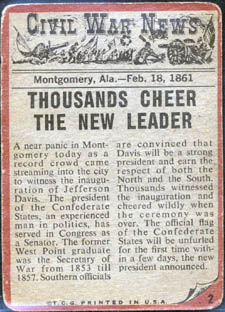 CIVIL WAR NEWS
Montgomery, Ala.—Feb. 18, 1861
THOUSANDS CHEER
THE NEW LEADER
A near panic in Mont-
gomery today as a
record crowd came
streaming into the city
to witness the inaugu-
ration of Jefferson
Davis. The president
of the Confederate
States, an experienced
man in politics, has
served in Congress as
a Senator. The former
West Point graduate
was the Secretary of
War from 1853 till
1857. Southern officials
are convinced that
Davis will be a strong
president and earn the
respect of both the
North and the South.
Thousands witnessed
the inauguration and
cheered wildly when
the ceremony was
over. The official flag
of the Confederate
States will be unfurled
for the first time with-
in a few days, the new
president announced.
©T.C.G. PRINTED IN U.S.A.
2